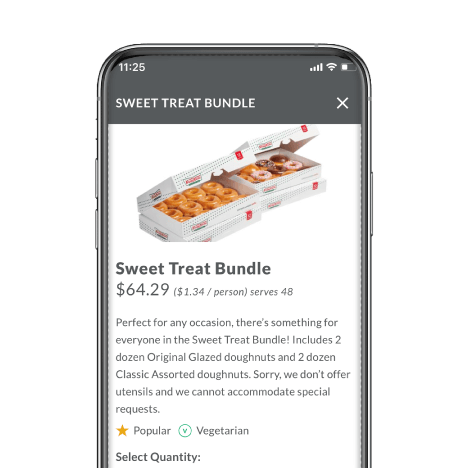 11:25
SWEET TREAT BUNDLE
Sweet Treat Bundle
$64.29 ($1.34 / person) serves 48
Perfect for any occasion, there's something for
everyone in the Sweet Treat Bundle! Includes 2
dozen Original Glazed doughnuts and 2 dozen
Classic Assorted doughnuts. Sorry, we don't offer
utensils and we cannot accommodate special
requests.
Popular V Vegetarian
Select Quantity: